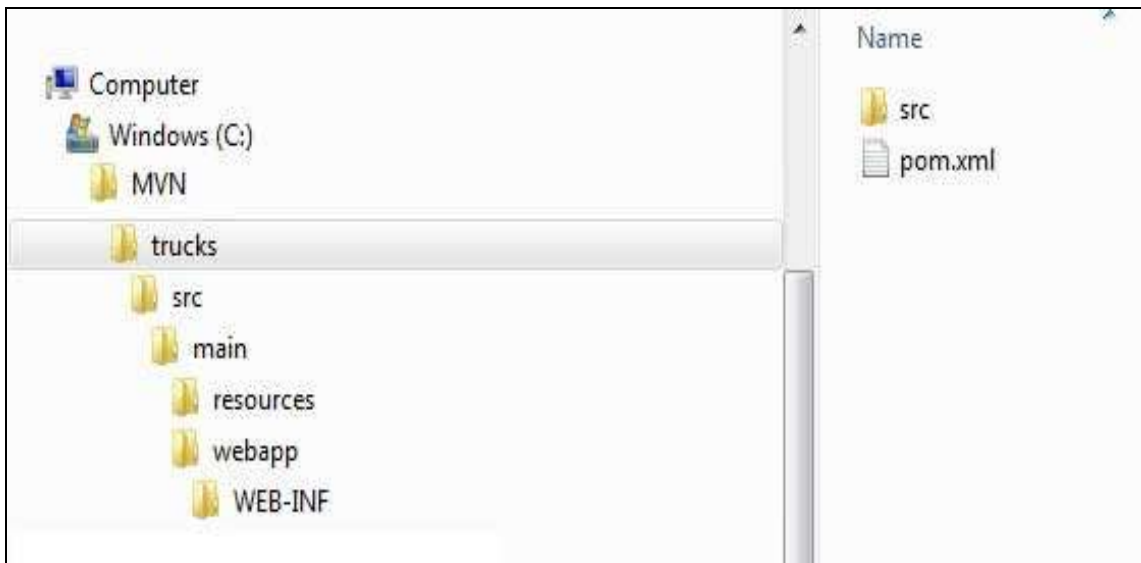 Computer
Windows (C:)
MVN
trucks
src
main
resources
webapp
WEB-INF
Name
src
pom.xml